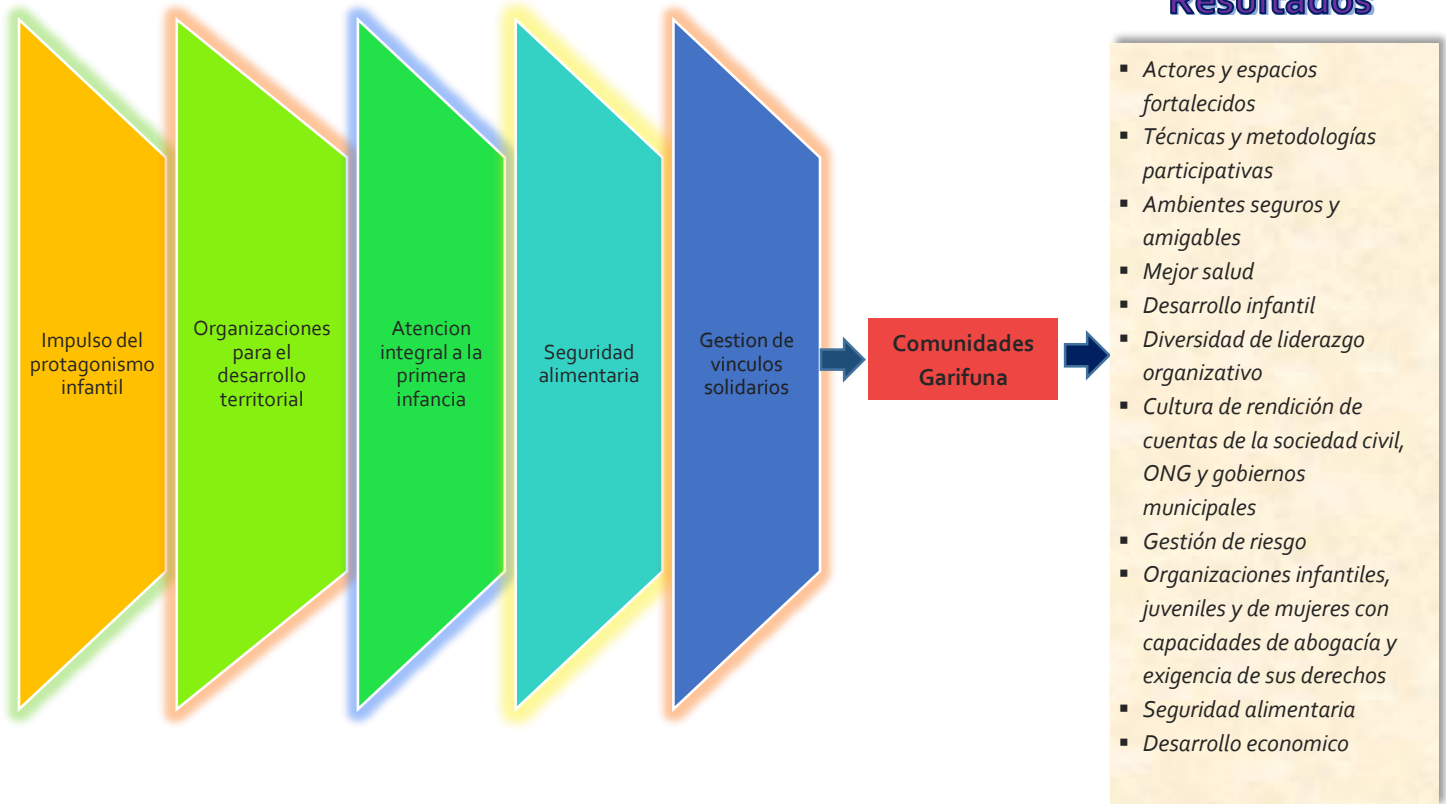 Resultados
Impulso del
protagonismo
infantil
Organizaciones
para el
desarrollo
territorial
Atencion
integral a la
primera
infancia
Seguridad
alimentaria
Gestion de
vinculos
solidarios
Comunidades
Garifuna
▪ Actores y espacios
fortalecidos
▪ Técnicas y metodologías
participativas
▪ Ambientes seguros y
amigables
▪ Mejor salud
▪ Desarrollo infantil
▪ Diversidad de liderazgo
organizativo
▪ Cultura de rendición de
cuentas de la sociedad civil,
ONG y gobiernos
municipales
▪ Gestión de riesgo
▪ Organizaciones infantiles,
juveniles y de mujeres con
capacidades de abogacía y
exigencia de sus derechos
▪ Seguridad alimentaria
▪ Desarrollo economico